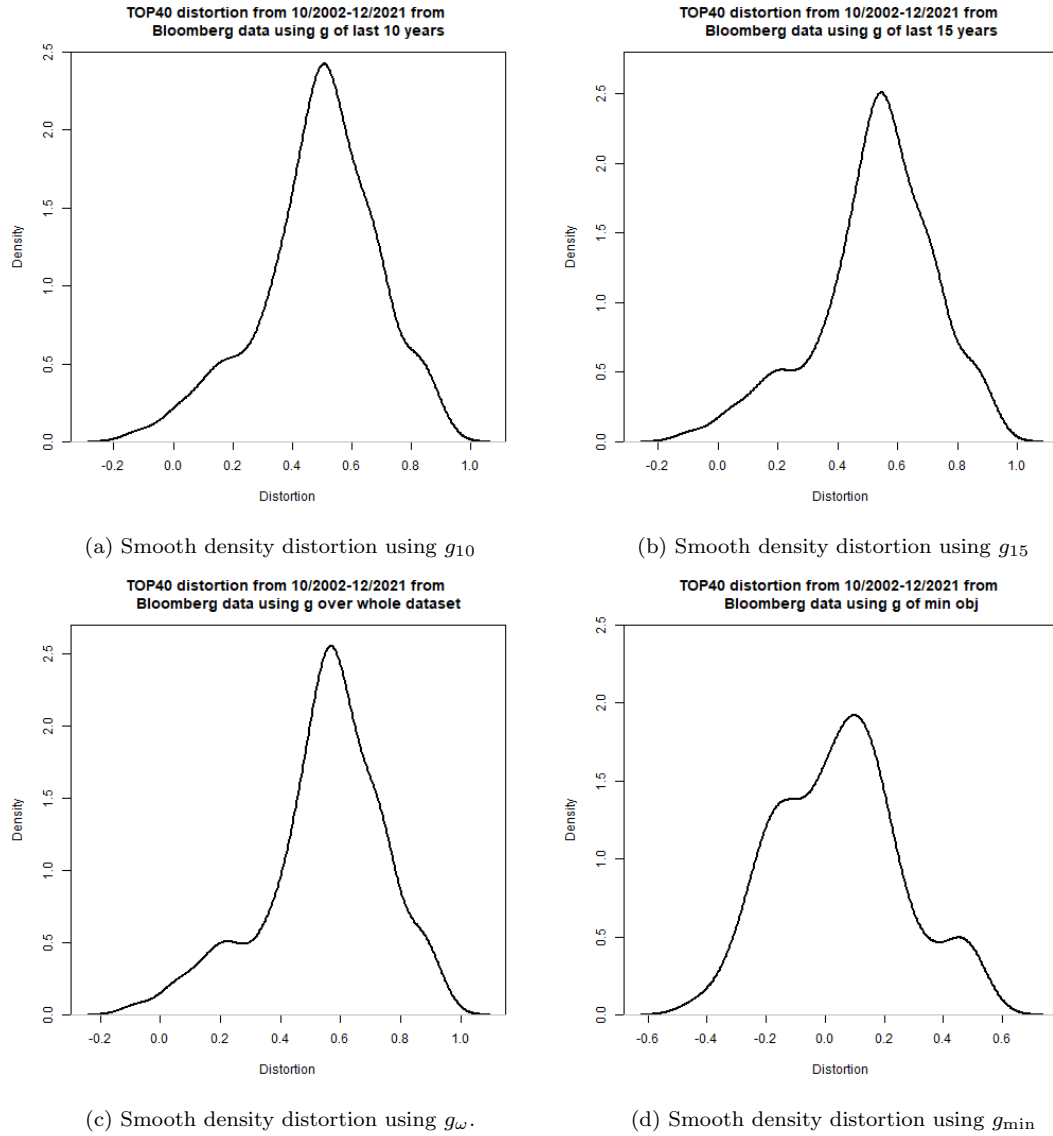 TOP40 distortion from 10/2002-12/2021 from
Bloomberg data using g of last 10 years
Density
0.0 0.5 1.0 1.5 2.0 2.5
-0.2 0.0 0.2 0.4 0.6 0.8 1.0
Distortion
(a) Smooth density distortion using g10
TOP40 distortion from 10/2002-12/2021 from
Bloomberg data using g of last 15 years
Density
0.0 0.5 1.0 1.5 2.0 2.5
-0.2 0.0 0.2 0.4 0.6 0.8 1.0
Distortion
(b) Smooth density distortion using g15
TOP40 distortion from 10/2002-12/2021 from
Bloomberg data using g over whole dataset
Density
0.0 0.5 1.0 1.5 2.0 2.5
-0.2 0.0 0.2 0.4 0.6 0.8 1.0
Distortion
(c) Smooth density distortion using gω.
TOP40 distortion from 10/2002-12/2021 from
Bloomberg data using g of min obj
Density
0.0 0.5 1.0 1.5 2.0 2.5
-0.6 -0.4 -0.2 0.0 0.2 0.4 0.6
Distortion
(d) Smooth density distortion using gmin